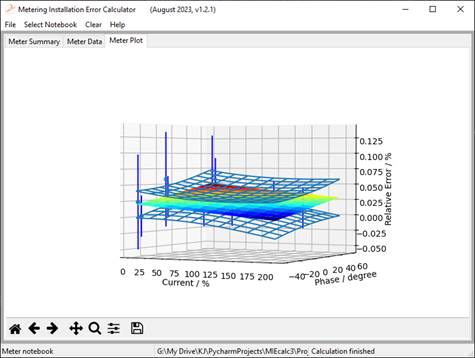 Metering Installation Error Calculator (August 2023, v1.2.1)
File Select Notebook Clear Help
Meter Summary Meter Data Meter Plot
0.125
0.100
0.075
0.050
0.025
0.000
−0.025
−0.050
Relative Error / %
0 25 50 75 100 125 150 175 200
Current / %
−40 −20 0 20 40 60
Phase / degree
Meter notebook G:\My Drive\KJ\PycharmProjects\MIEcalc3\Proj Calculation finished